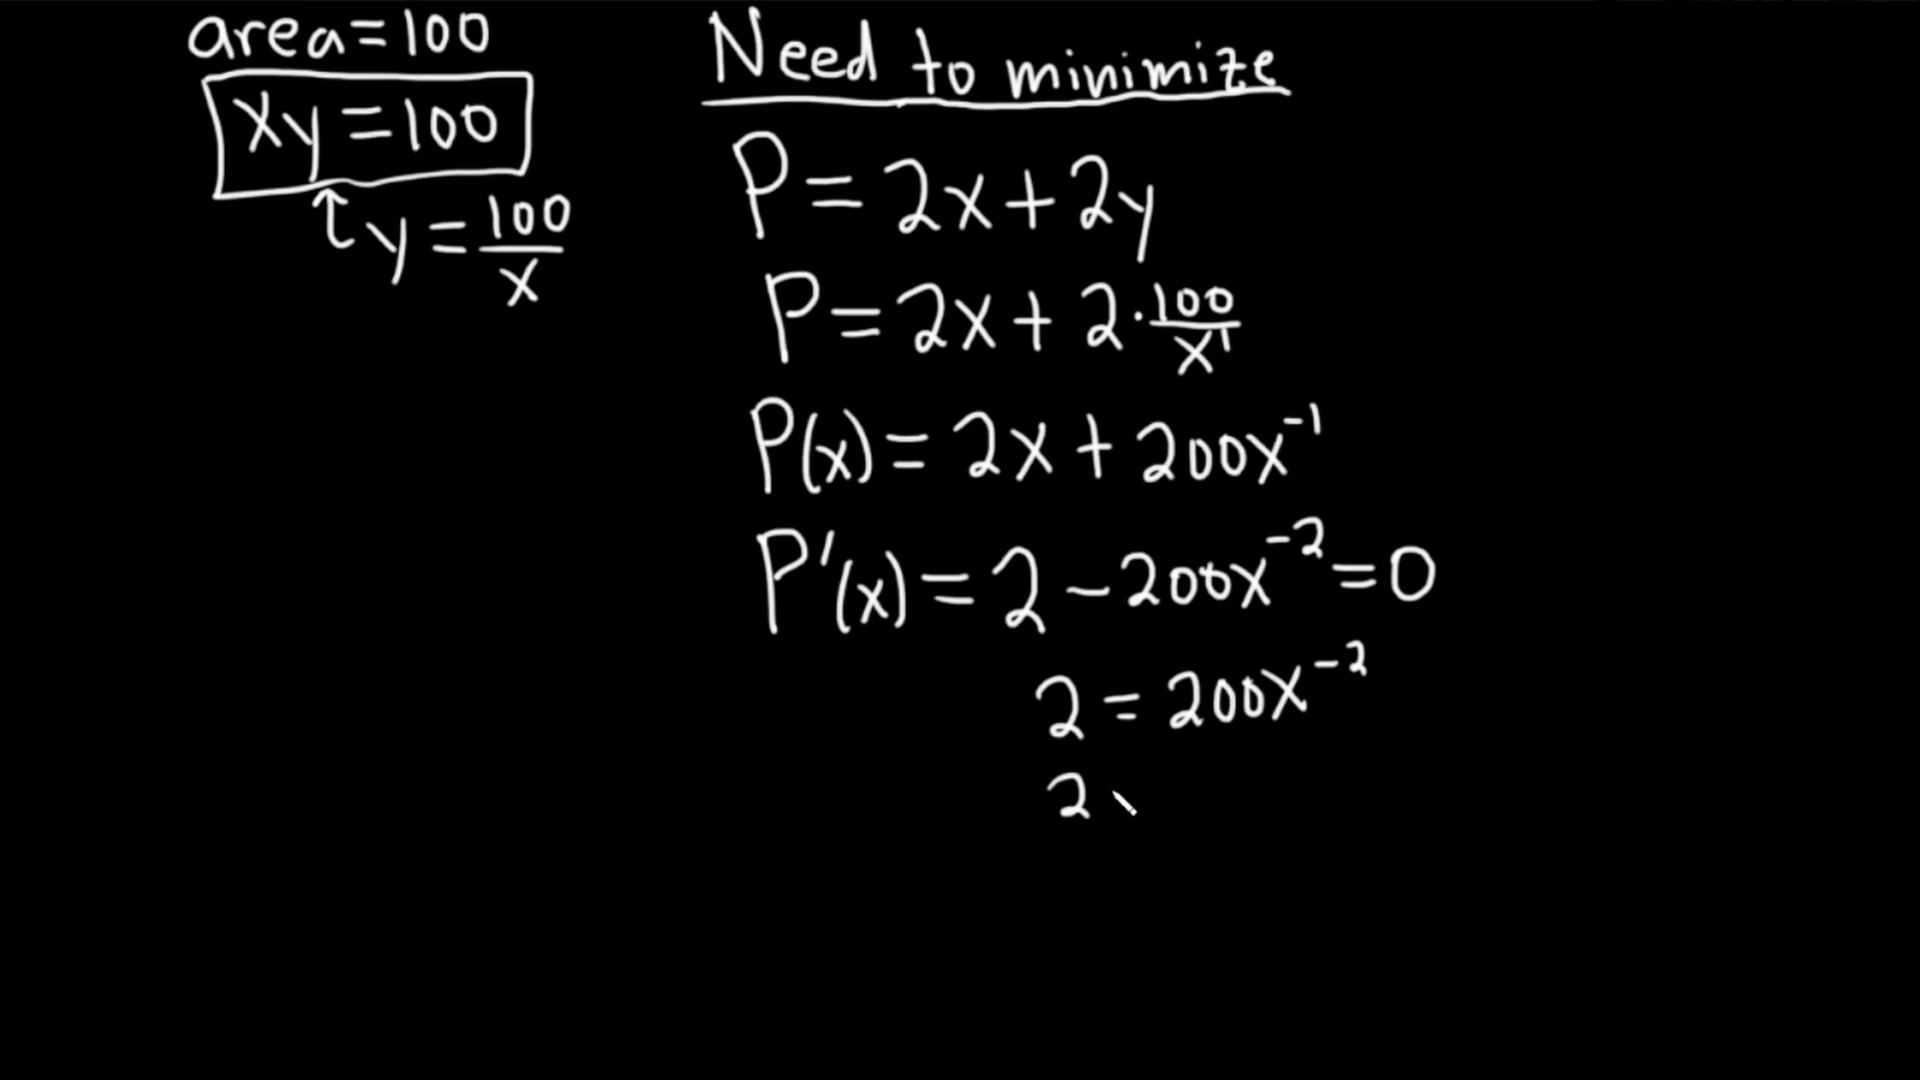 area=100
xy=100
y=100/x
Need to minimize
P=2x+2y
P=2x+2·100/x¹
P(x)=2x+200x⁻¹
P'(x)=2-200x⁻²=0
2=200x⁻²
2